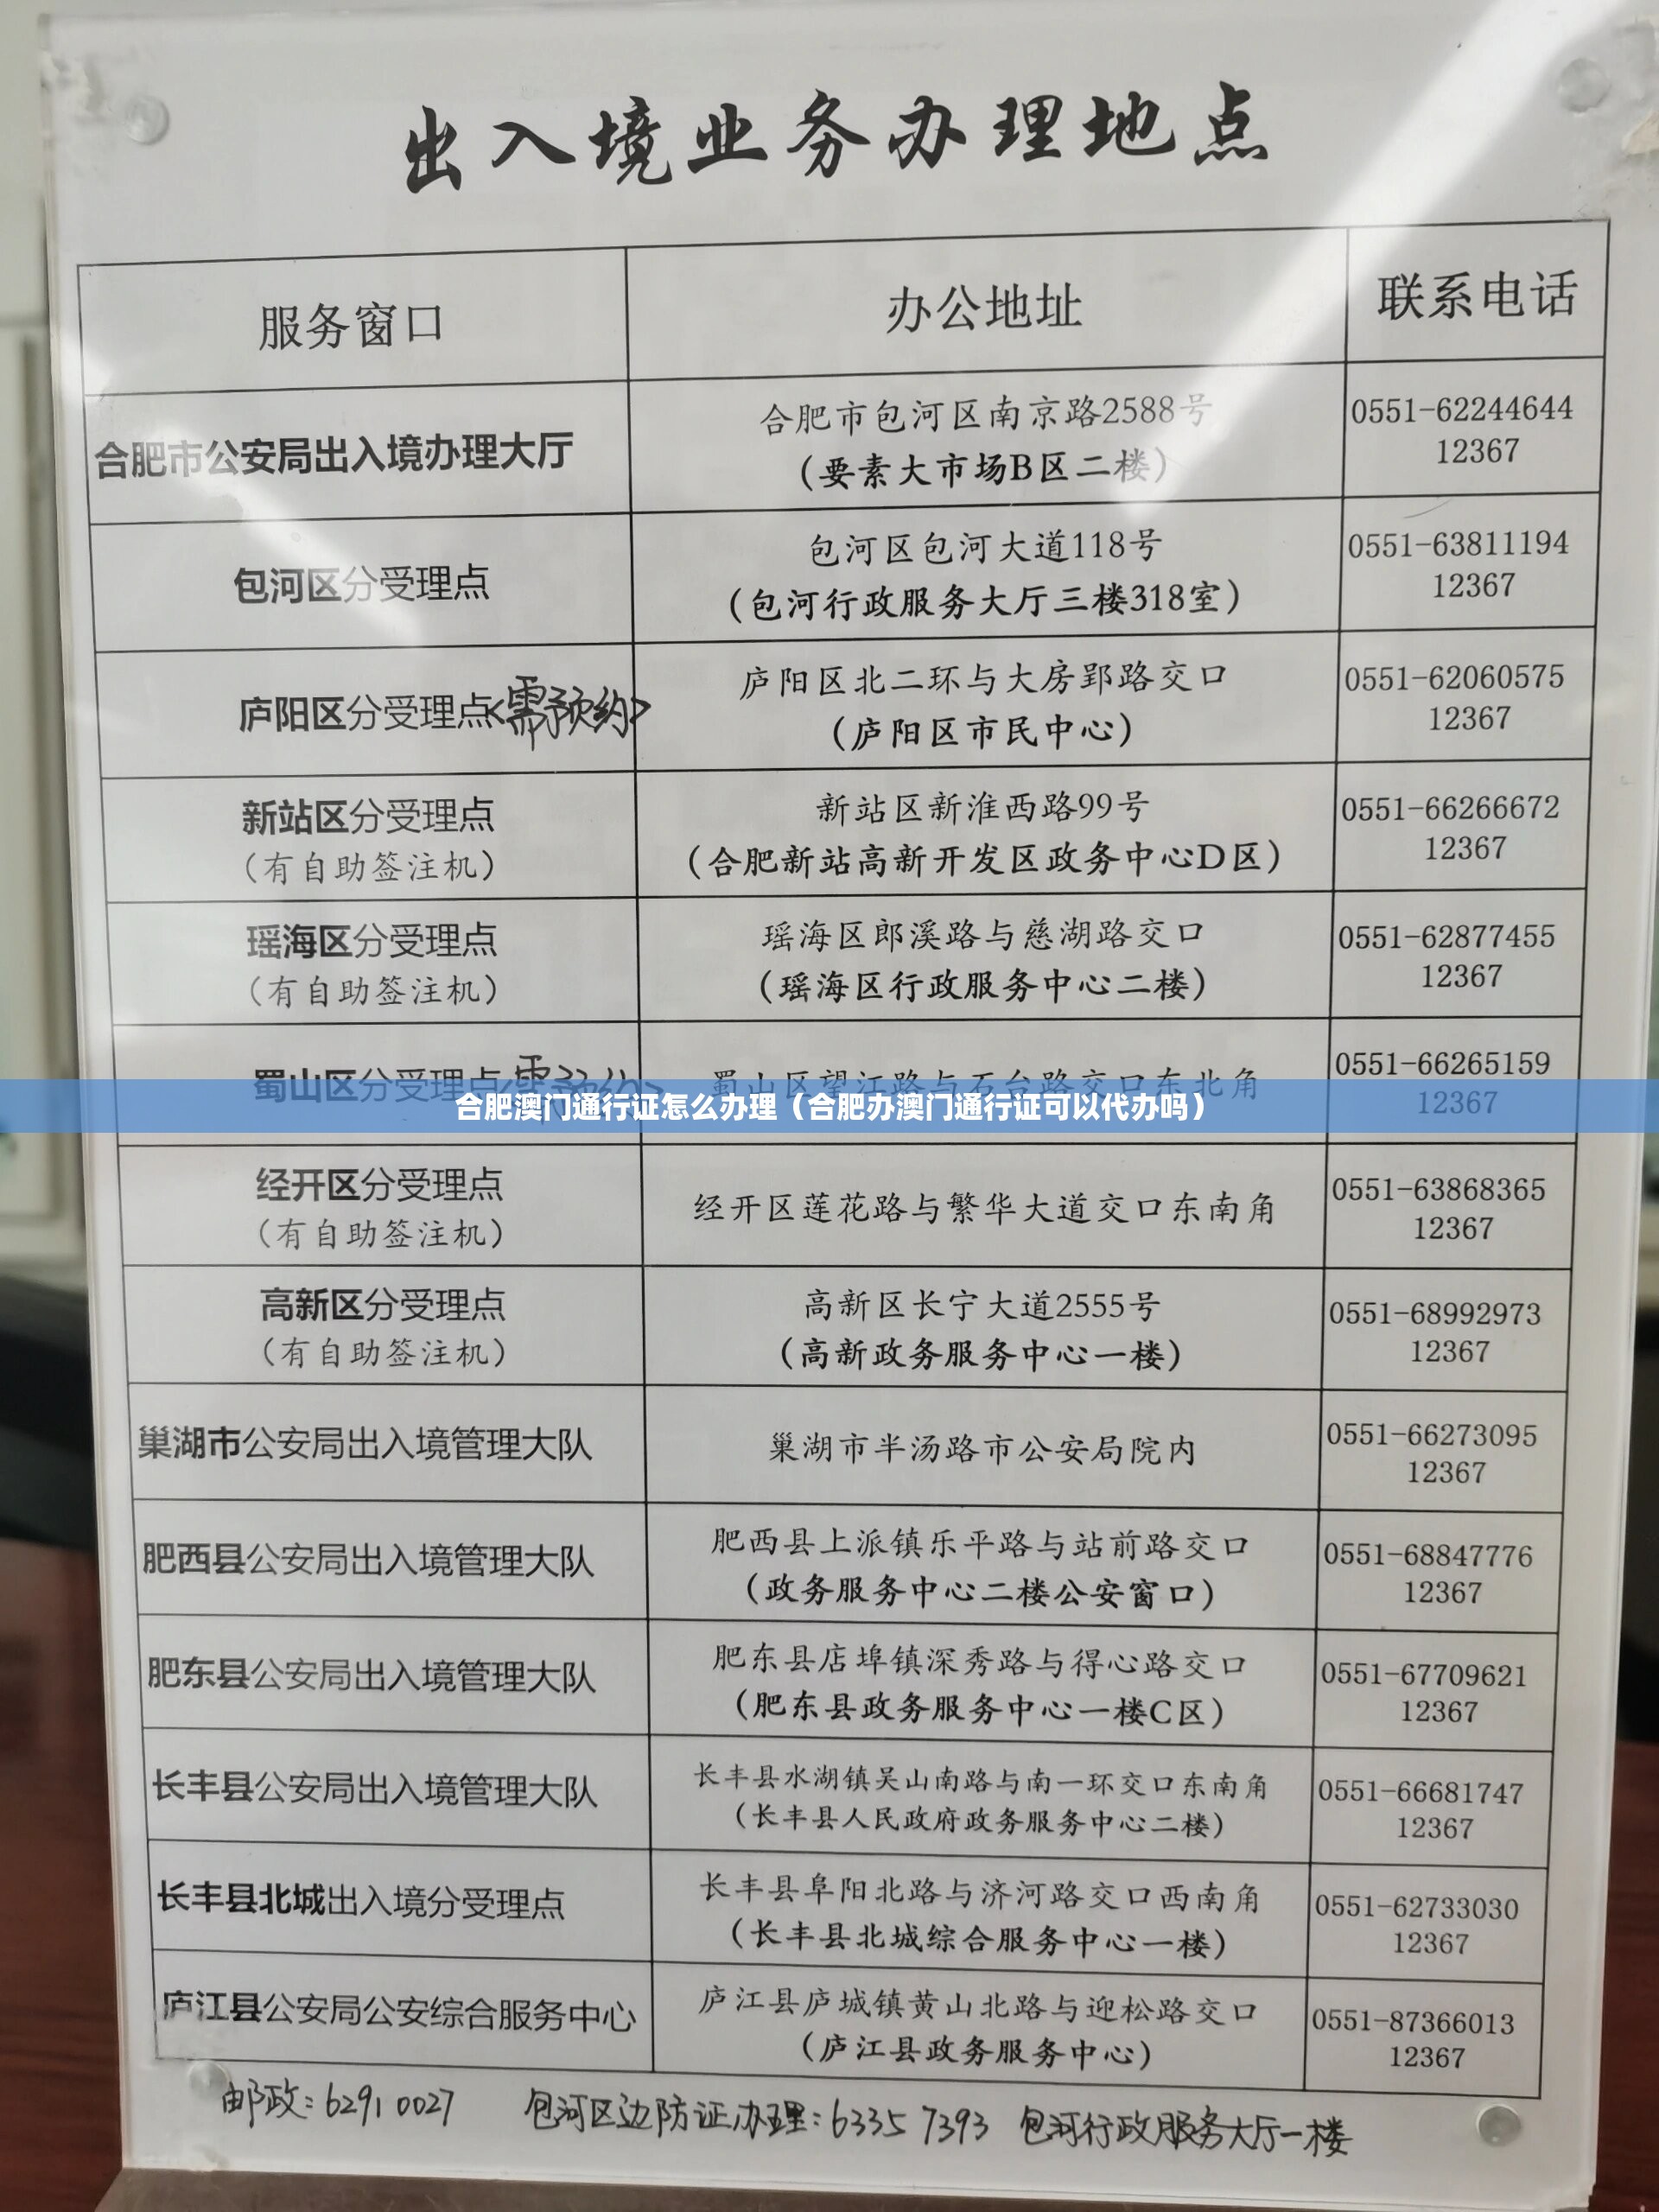 出入境业务办理地点
服务窗口 办公地址 联系电话
合肥市公安局出入境办理大厅
合肥市包河区南京路2588号
(要素大市场B区二楼)
0551-62244644
12367
包河区分受理点
包河区包河大道118号
(包河行政服务大厅三楼318室)
0551-63811194
12367
庐阳区分受理点<需预约>
庐阳区北二环与大房郢路交口
(庐阳区市民中心)
0551-62060575
12367
新站区分受理点
(有自助签注机)
新站区新淮西路99号
(合肥新站高新开发区政务中心D区)
0551-66266672
12367
瑶海区分受理点
(有自助签注机)
瑶海区郎溪路与慈湖路交口
(瑶海区行政服务中心二楼)
0551-62877455
12367
蜀山区分受理点<需预约>
蜀山区望江路与石台路交口东北角
0551-66265159
12367
合肥澳门通行证怎么办理（合肥办澳门通行证可以代办吗）
经开区分受理点
(有自助签注机)
经开区莲花路与繁华大道交口东南角
0551-63868365
12367
高新区分受理点
(有自助签注机)
高新区长宁大道2555号
(高新政务服务中心一楼)
0551-68992973
12367
巢湖市公安局出入境管理大队
巢湖市半汤路市公安局院内
0551-66273095
12367
肥西县公安局出入境管理大队
肥西县上派镇乐平路与站前路交口
(政务服务中心二楼公安窗口)
0551-68847776
12367
肥东县公安局出入境管理大队
肥东县店埠镇深秀路与得心路交口
(肥东县政务服务中心一楼C区)
0551-67709621
12367
长丰县公安局出入境管理大队
长丰县水湖镇吴山南路与南一环交口东南角
(长丰县人民政府政务服务中心二楼)
0551-66681747
12367
长丰县北城出入境分受理点
长丰县阜阳北路与济河路交口西南角
(长丰县北城综合服务中心一楼)
0551-62733030
12367
庐江县公安局公安综合服务中心
庐江县庐城镇黄山北路与迎松路交口
(庐江县政务服务中心)
0551-87366013
12367
邮政:62910027 包河区边防证办理:63357393 包河行政服务大厅一楼